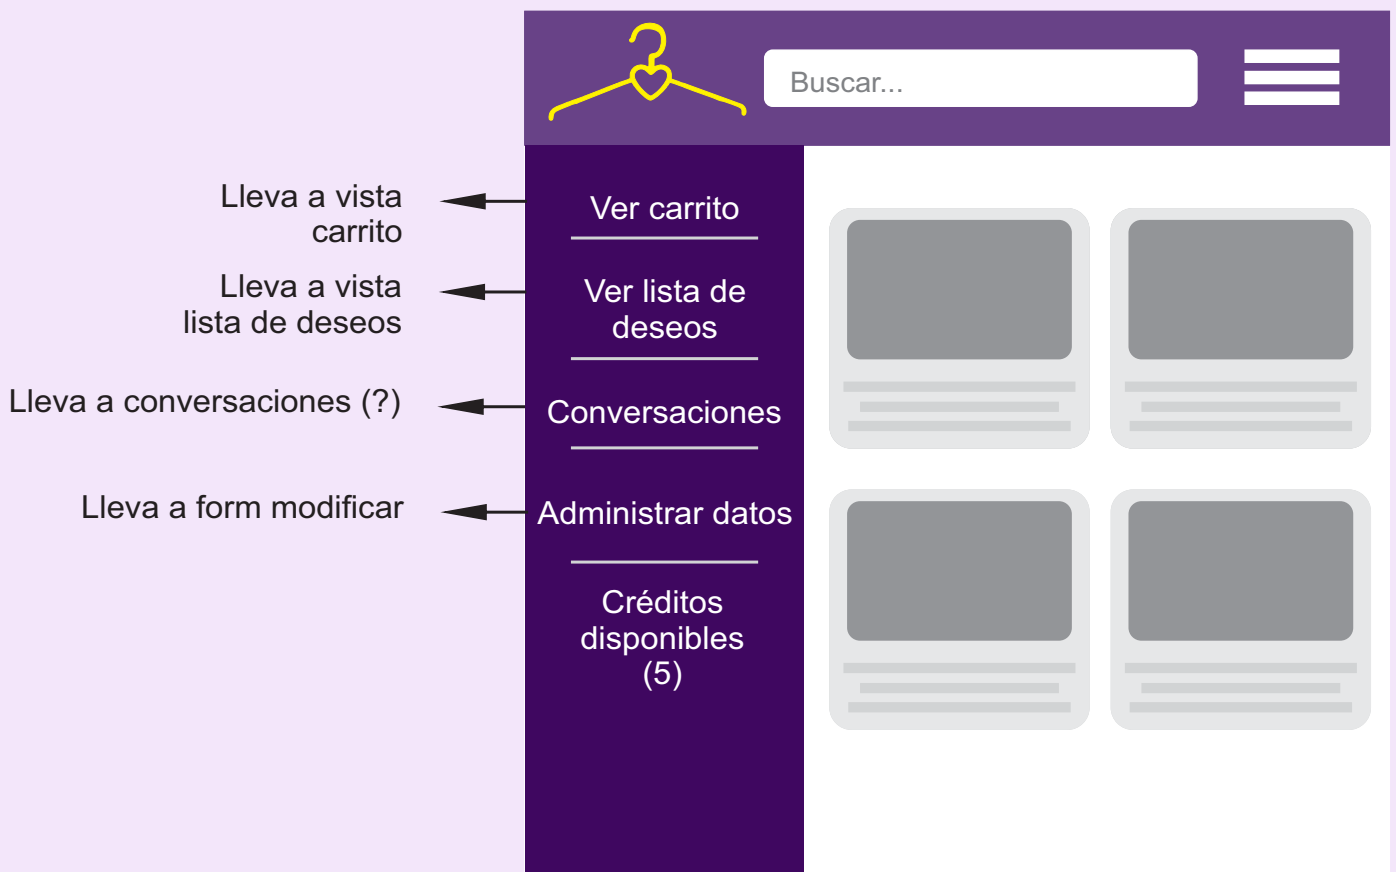 Buscar...
Lleva a vista
carrito
Ver carrito
Lleva a vista
lista de deseos
Ver lista de
deseos
Lleva a conversaciones (?)
Conversaciones
Lleva a form modificar
Administrar datos
Créditos
disponibles
(5)